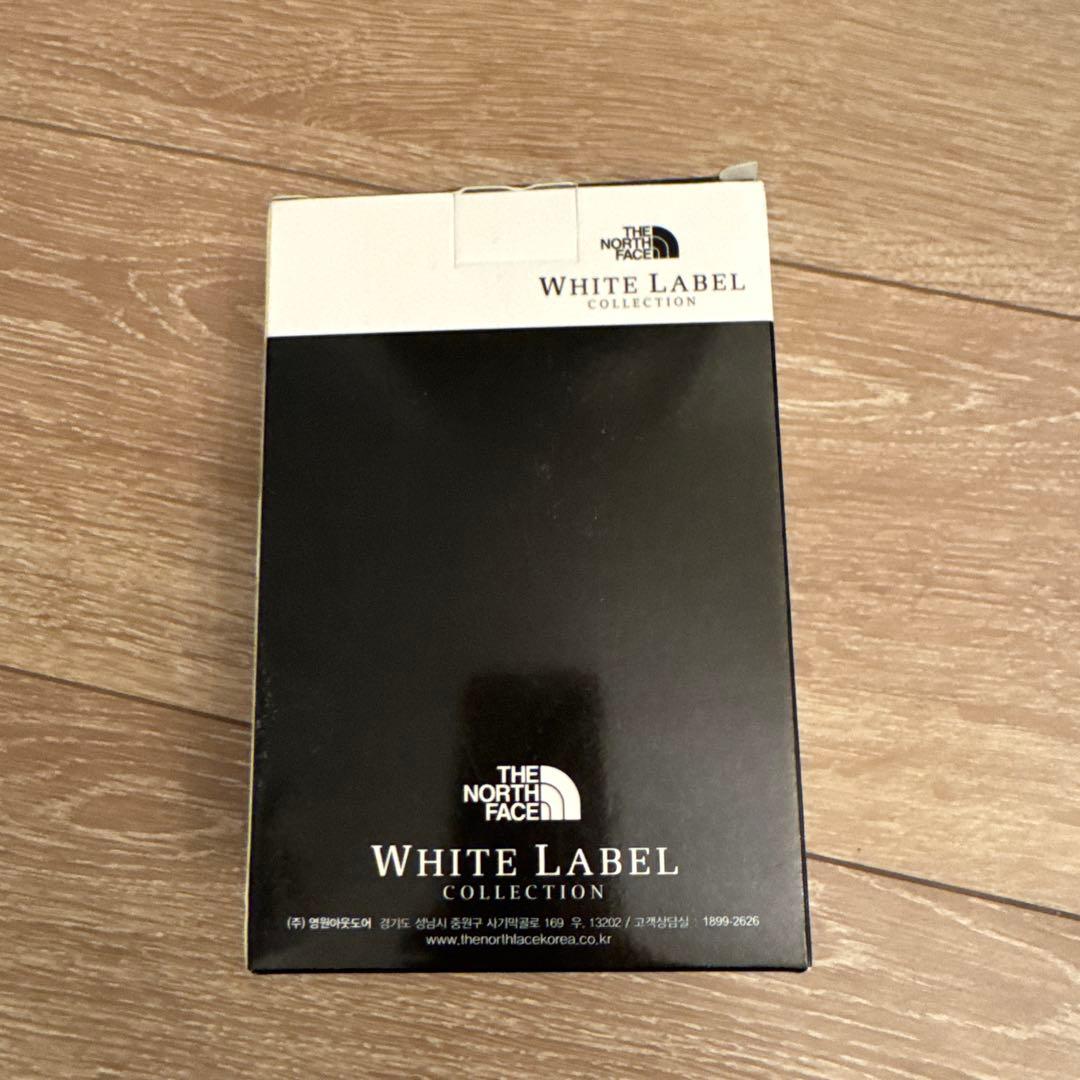 THE
NORTH
FACE
WHITE LABEL
COLLECTION
THE
NORTH
FACE
WHITE LABEL
COLLECTION
(주) 영원아웃도어 경기도 성남시 중원구 사기막골로 169 우. 13202 / 고객상담실 : 1899-2626
www.thenorthfacekorea.co.kr